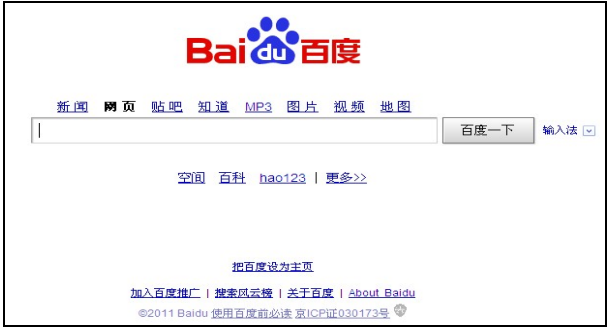 Bai du 百度
新闻 网页 贴吧 知道 MP3 图片 视频 地图
百度一下 输入法
空间 百科 hao123 | 更多>>
把百度设为主页
加入百度推广 | 搜索风云榜 | 关于百度 | About Baidu
©2011 Baidu 使用百度前必读 京ICP证030173号